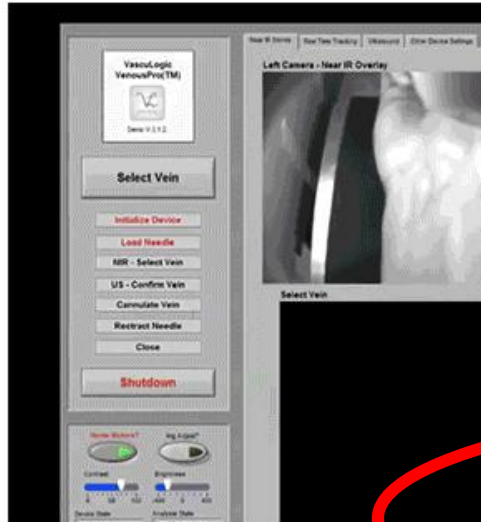 Near IR Stereo
Real Time Tracking
Ultrasound
Other Device Settings
VascuLogic
VenousPro(TM)
Left Camera - Near IR Overlay
Select Vein
Initialize Device
Load Needle
NIR - Select Vein
US - Confirm Vein
Cannulate Vein
Rectract Needle
Close
Select Vein
Shutdown
Contrast
Brightness
Device State
Analysis State